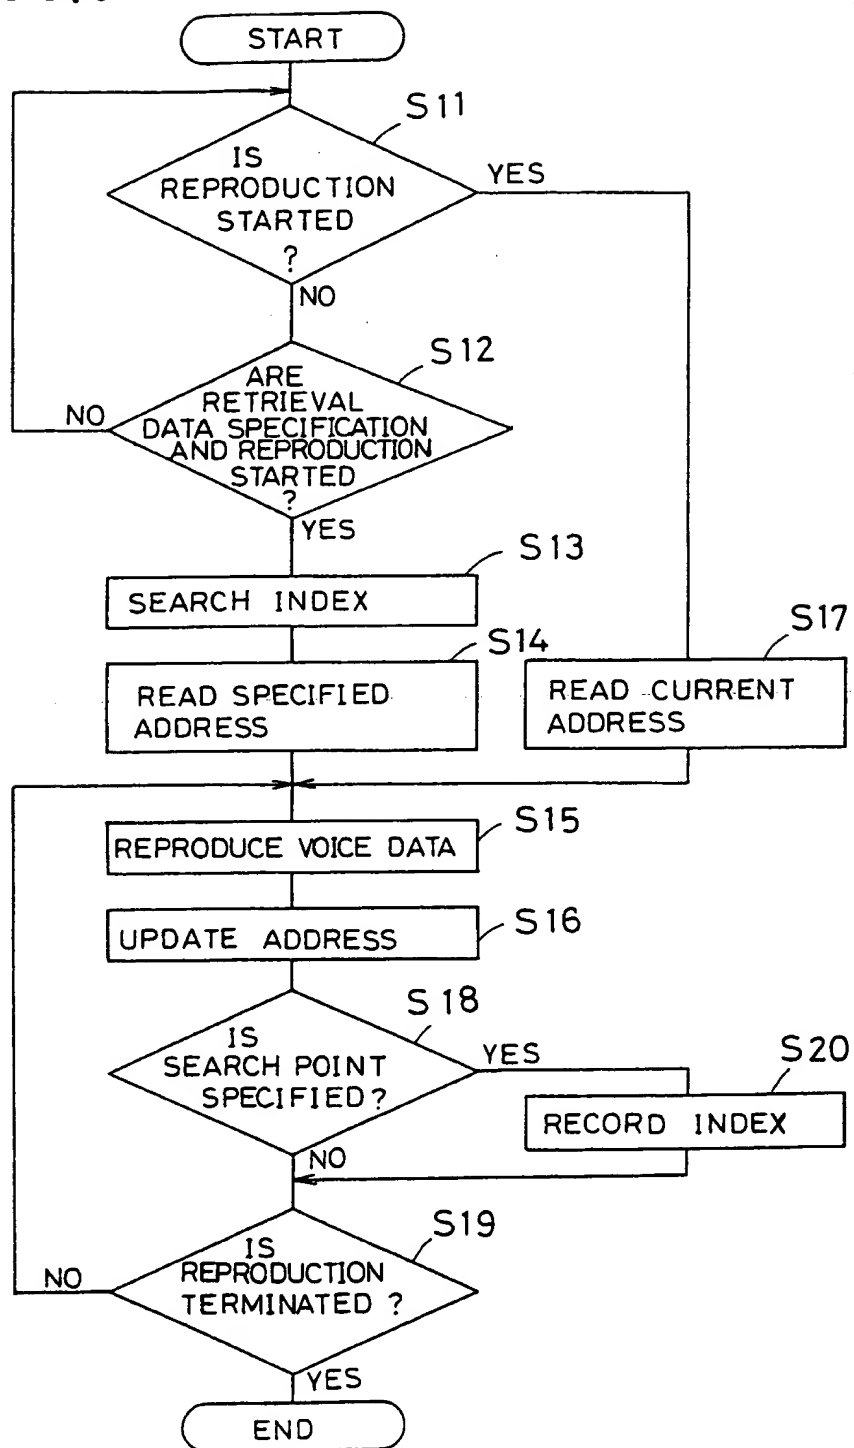 START
S11
IS
REPRODUCTION
STARTED
?
YES
NO
S12
ARE
RETRIEVAL
DATA SPECIFICATION
AND REPRODUCTION
STARTED
?
NO
YES
S13
SEARCH INDEX
S14
READ SPECIFIED
ADDRESS
S17
READ CURRENT
ADDRESS
S15
REPRODUCE VOICE DATA
S16
UPDATE ADDRESS
S18
IS
SEARCH POINT
SPECIFIED?
YES
S20
RECORD INDEX
NO
S19
IS
REPRODUCTION
TERMINATED ?
NO
YES
END